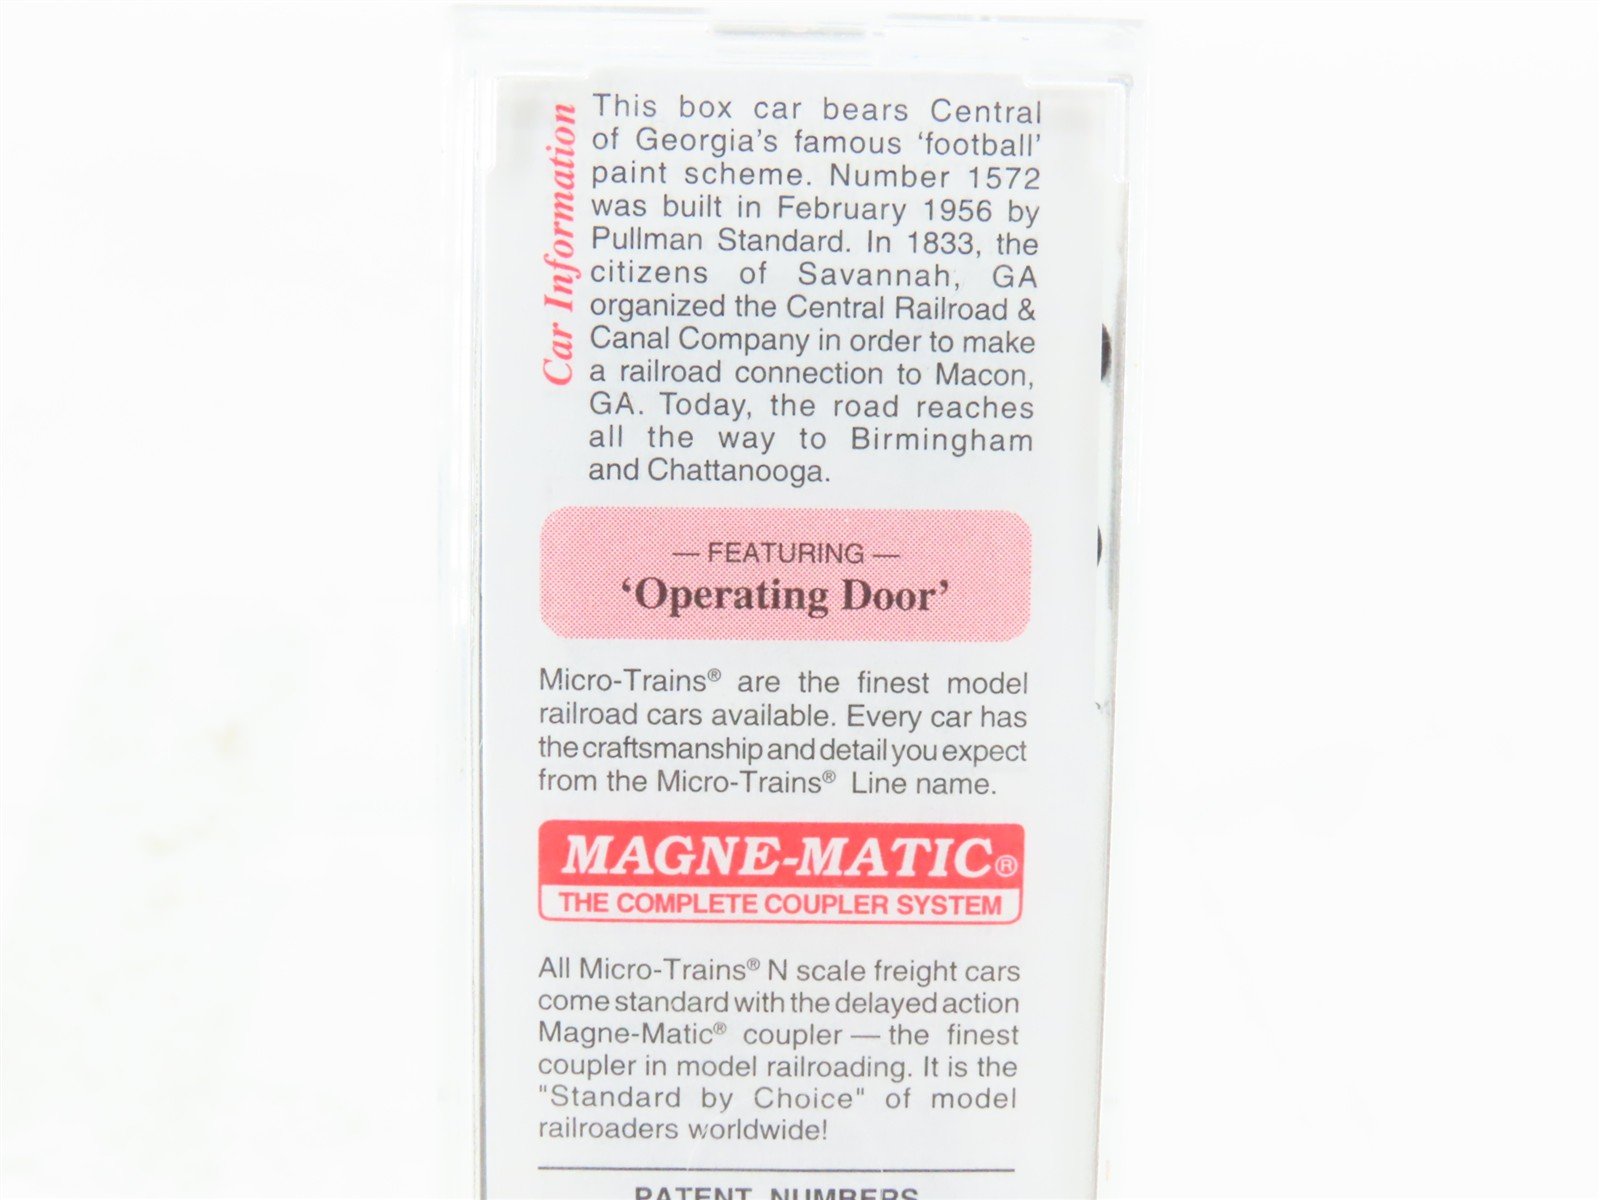 Car Information
This box car bears Central
of Georgia's famous 'football'
paint scheme. Number 1572
was built in February 1956 by
Pullman Standard. In 1833, the
citizens of Savannah, GA
organized the Central Railroad &
Canal Company in order to make
a railroad connection to Macon,
GA. Today, the road reaches
all the way to Birmingham
and Chattanooga.
— FEATURING —
'Operating Door'
Micro-Trains® are the finest model
railroad cars available. Every car has
the craftsmanship and detail you expect
from the Micro-Trains® Line name.
MAGNE-MATIC®
THE COMPLETE COUPLER SYSTEM
All Micro-Trains® N scale freight cars
come standard with the delayed action
Magne-Matic® coupler — the finest
coupler in model railroading. It is the
"Standard by Choice" of model
railroaders worldwide!
PATENT NUMBERS